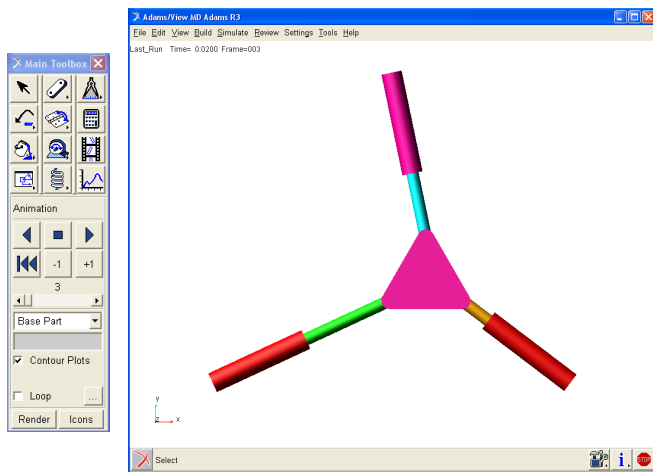 Main Toolbox
Animation
-1
+1
3
Base Part
Contour Plots
Loop
...
Render
Icons
Adams/View MD Adams R3
File Edit View Build Simulate Review Settings Tools Help
Last_Run Time= 0.0200 Frame=003
y
z x
Select
i
STOP